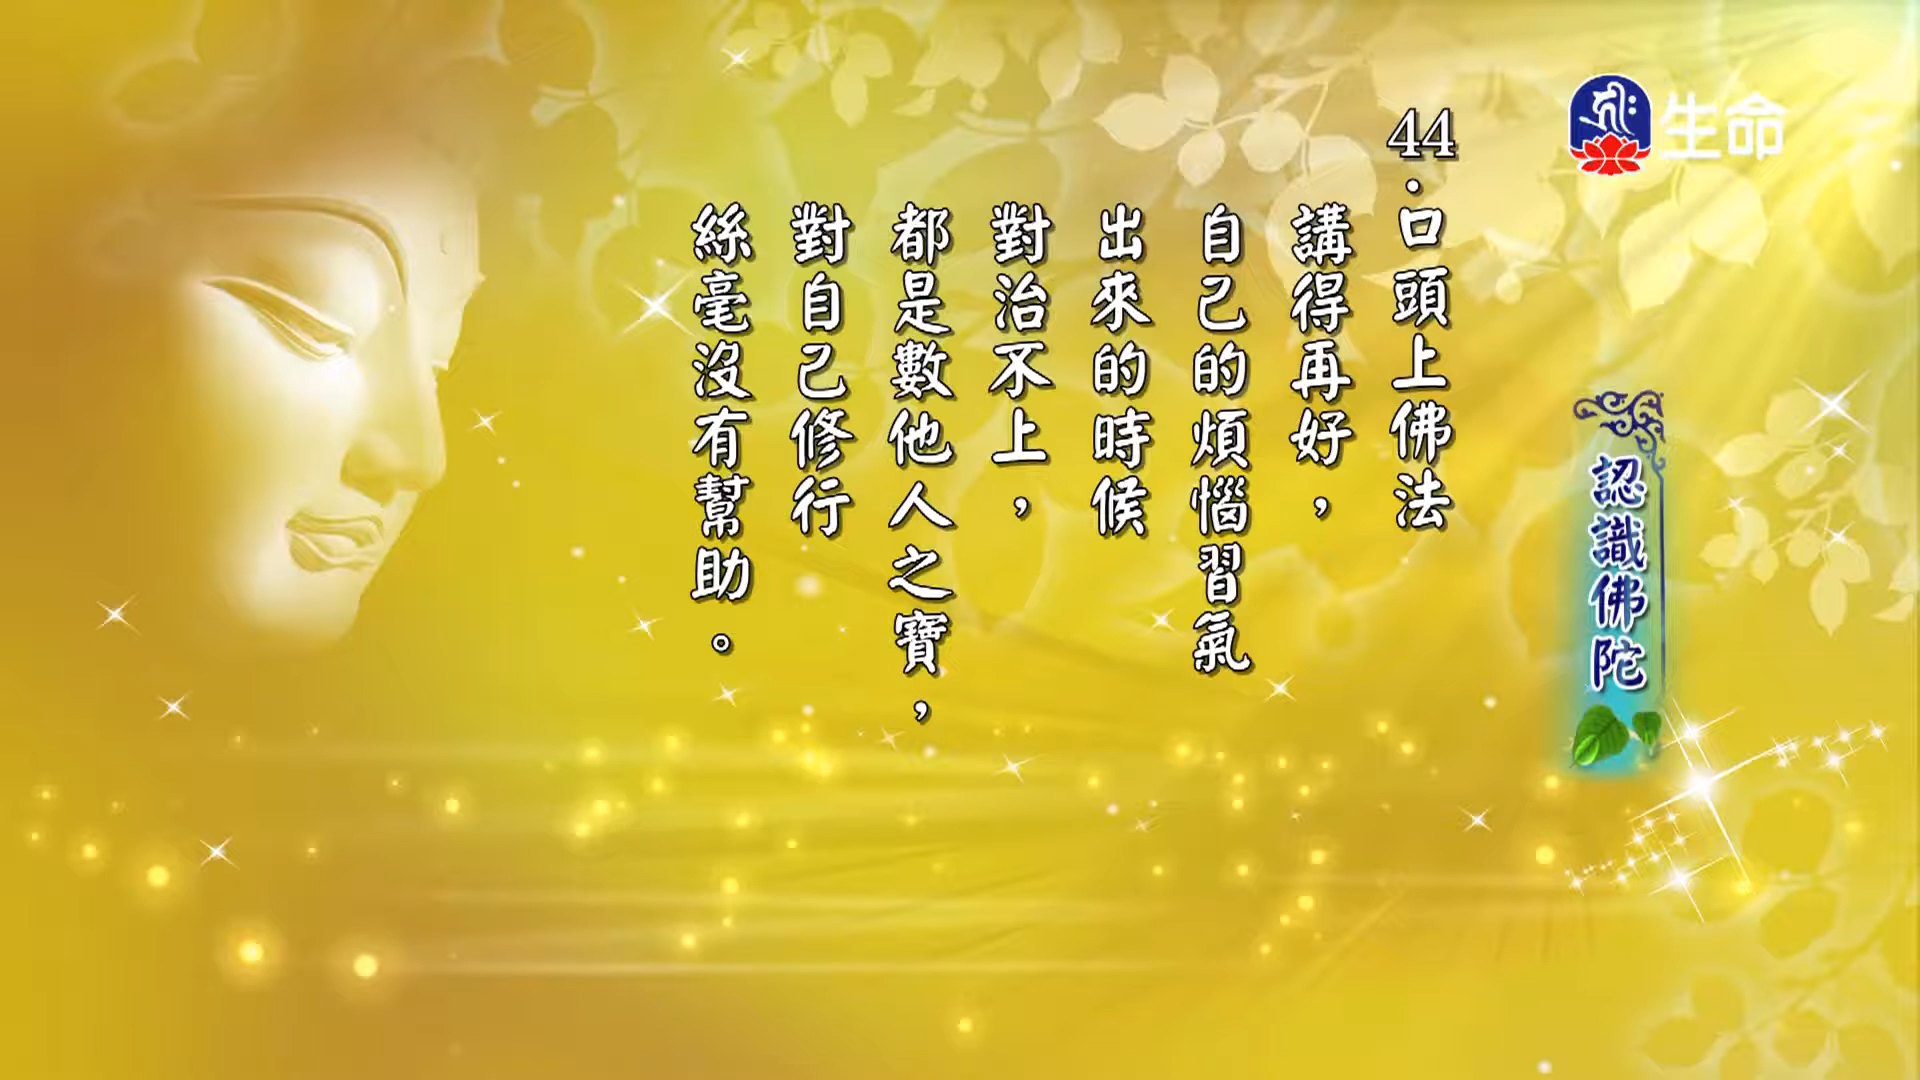 生命
認識佛陀
44.口頭上佛法
講得再好，
自己的煩惱習氣
出來的時候
對治不上，
都是數他人之寶，
對自己修行
絲毫沒有幫助。